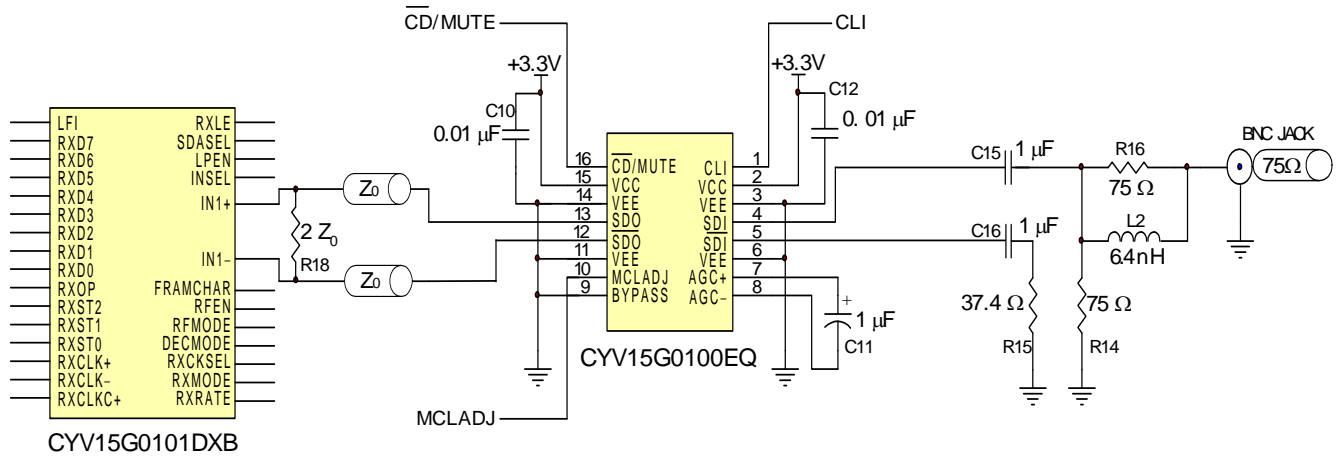 C̅D̅/MUTE
CLI
+3.3V
+3.3V
C10
0.01 µF
C12
0. 01 µF
LFI
RXD7
RXD6
RXD5
RXD4
RXD3
RXD2
RXD1
RXD0
RXOP
RXST2
RXST1
RXST0
RXCLK+
RXCLK-
RXCLKC+
RXLE
SDASEL
LPEN
INSEL
IN1+
IN1-
FRAMCHAR
RFEN
RFMODE
DECMODE
RXCKSEL
RXMODE
RXRATE
CYV15G0101DXB
Z0
2 Z0
R18
Z0
16 C̅D̅/MUTE
15 VCC
14 VEE
13 SDO
12 S̅D̅O̅
11 VEE
10 MCLADJ
9 BYPASS
CLI 1
VCC 2
VEE 3
SDI 4
S̅D̅I̅ 5
VEE 6
AGC+ 7
AGC- 8
CYV15G0100EQ
MCLADJ
+
1 µF
C11
C15
1 µF
C16
1 µF
R16
75 Ω
L2
6.4nH
37.4 Ω
R15
75 Ω
R14
BNC JACK
75Ω